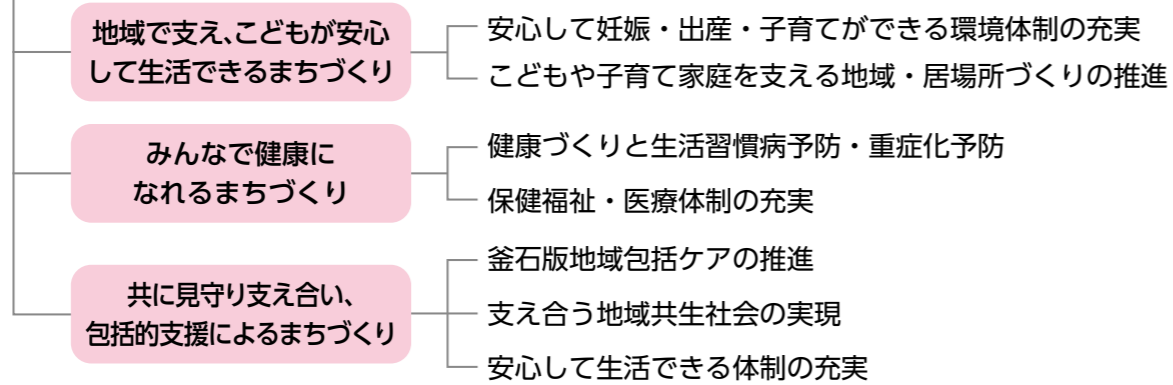 地域で支え、こどもが安心
して生活できるまちづくり
安心して妊娠・出産・子育てができる環境体制の充実
こどもや子育て家庭を支える地域・居場所づくりの推進
みんなで健康に
なれるまちづくり
健康づくりと生活習慣病予防・重症化予防
保健福祉・医療体制の充実
共に見守り支え合い、
包括的支援によるまちづくり
釜石版地域包括ケアの推進
支え合う地域共生社会の実現
安心して生活できる体制の充実